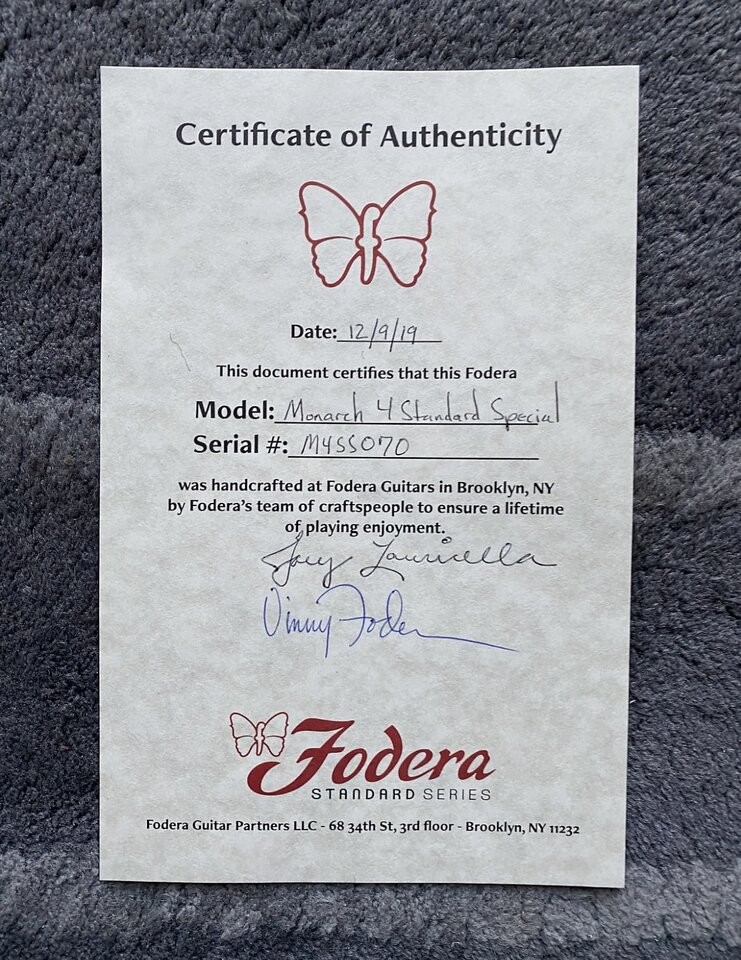 Certificate of Authenticity
Date: 12/9/19
This document certifies that this Fodera
Model: Monarch 4 Standard Special
Serial #: M4SS070
was handcrafted at Fodera Guitars in Brooklyn, NY
by Fodera's team of craftspeople to ensure a lifetime
of playing enjoyment.
Joey Lauricella
Vinny Fodera
Fodera
STANDARD SERIES
Fodera Guitar Partners LLC - 68 34th St, 3rd floor - Brooklyn, NY 11232